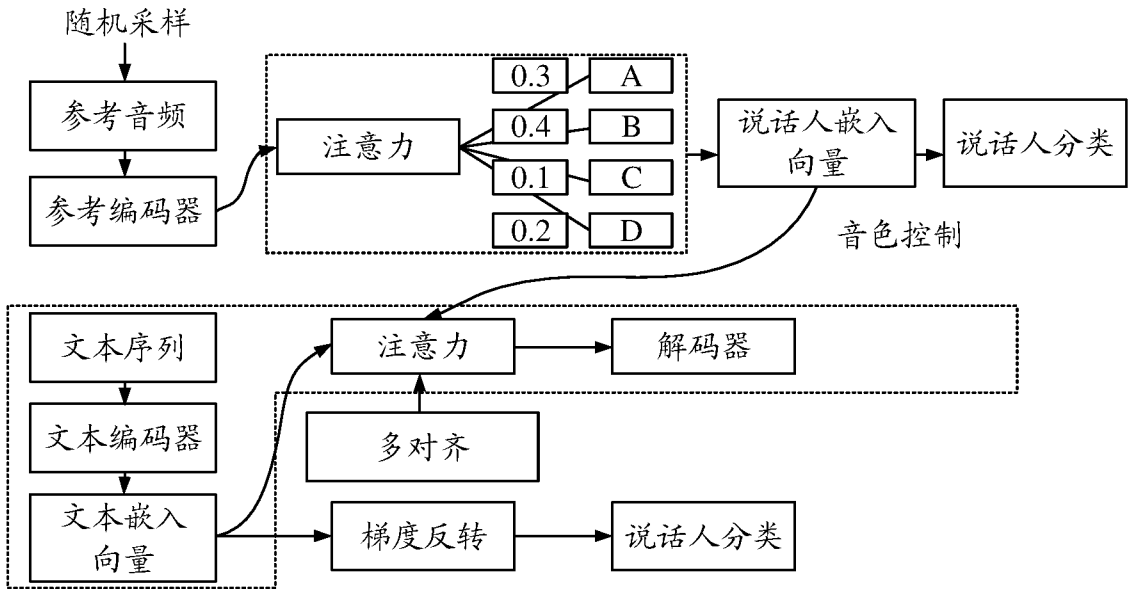 随机采样
参考音频
参考编码器
注意力
0.3
A
0.4
B
0.1
C
0.2
D
说话人嵌入
向量
说话人分类
音色控制
文本序列
文本编码器
文本嵌入
向量
注意力
解码器
多对齐
梯度反转
说话人分类